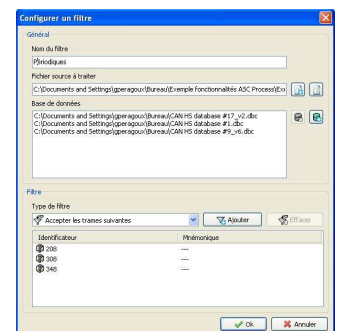 Configurer un filtre
Général
Nom du filtre
Périodiques
Fichier source à traiter
C:\Documents and Settings\gperagoux\Bureau\Exemple fonctionnalités ASC Process\Exe
Base de données
C:\Documents and Settings\gperagoux\Bureau\CAN HS database #17_v2.dbc
C:\Documents and Settings\gperagoux\Bureau\CAN HS database #1.dbc
C:\Documents and Settings\gperagoux\Bureau\CAN HS database #9_v6.dbc
Filtre
Type de filtre
Accepter les trames suivantes Ajouter Effacer
Identificateur Mnémonique
208 ---
308 ---
348 ---
Ok Annuler